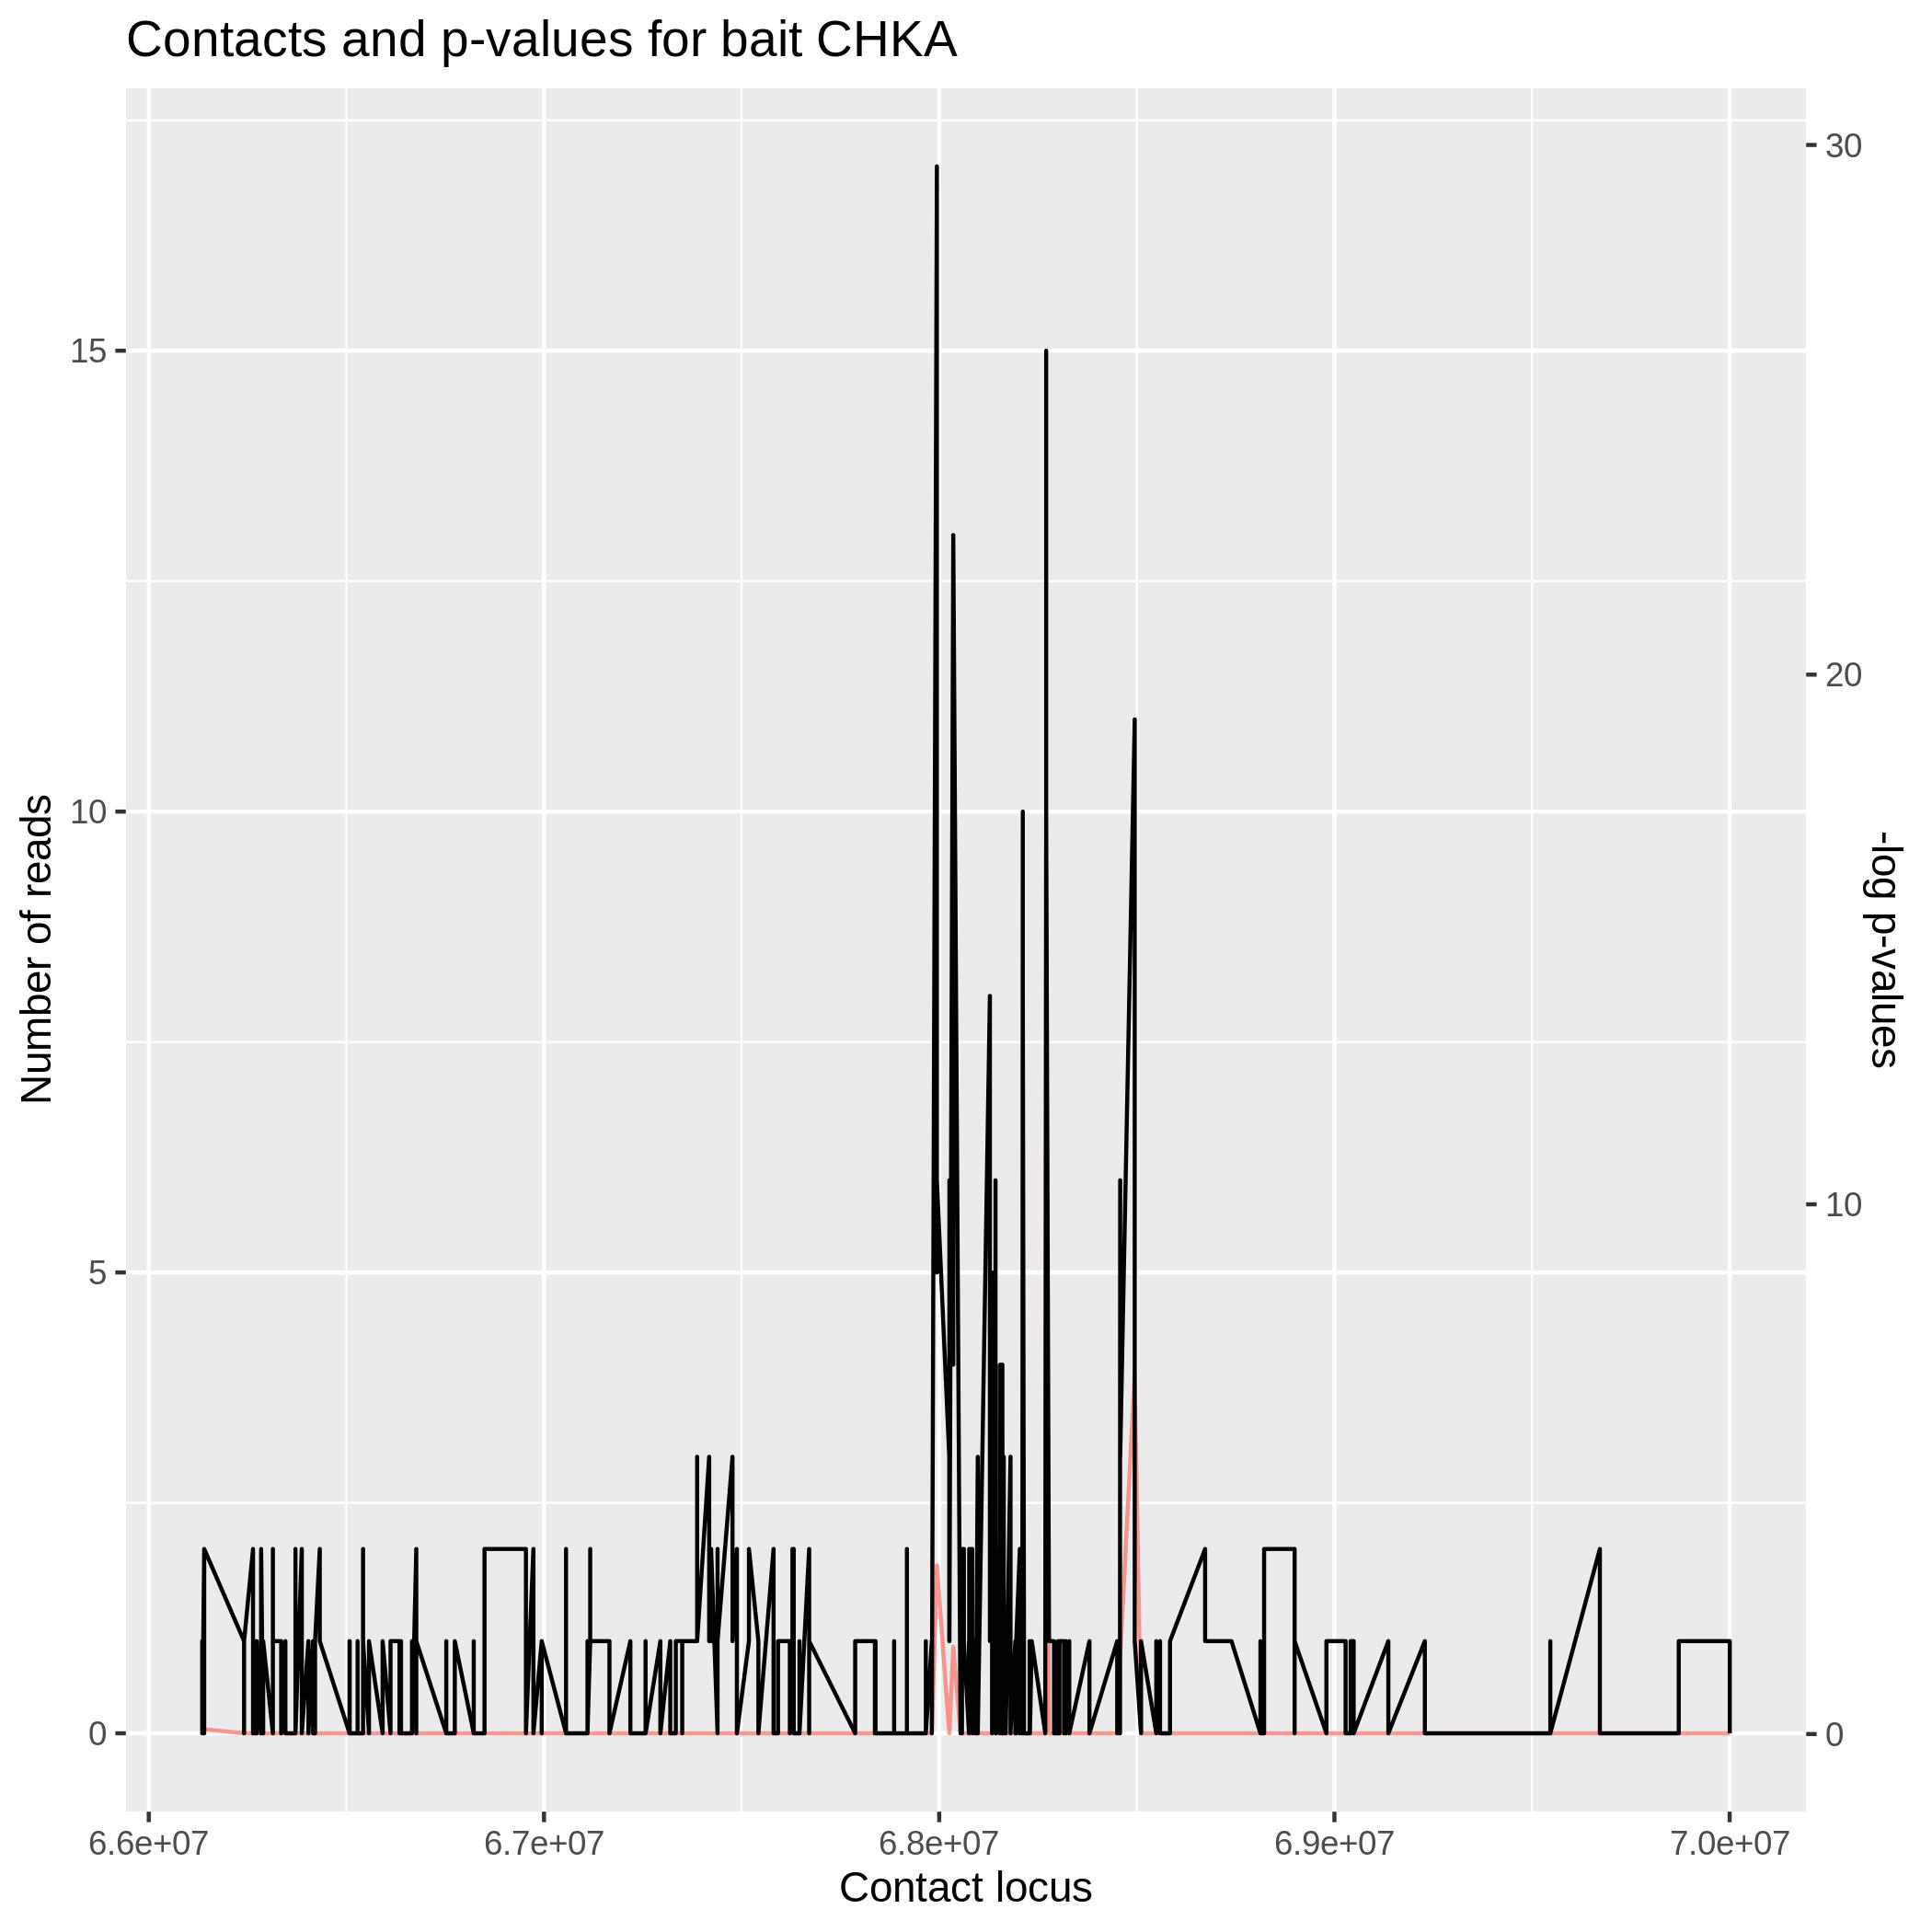 Contacts and p-values for bait CHKA
Number of reads
15
10
5
0
30
20
10
0
-log p-values
6.6e+07
6.7e+07
6.8e+07
6.9e+07
7.0e+07
Contact locus